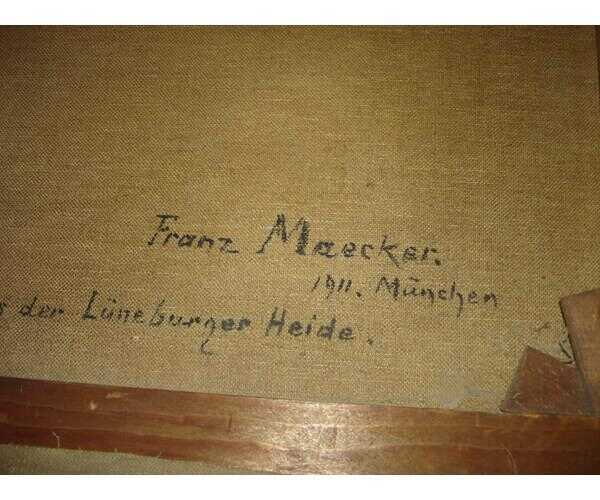 Franz Maecker.
1911. München
s der Lüneburger Heide.